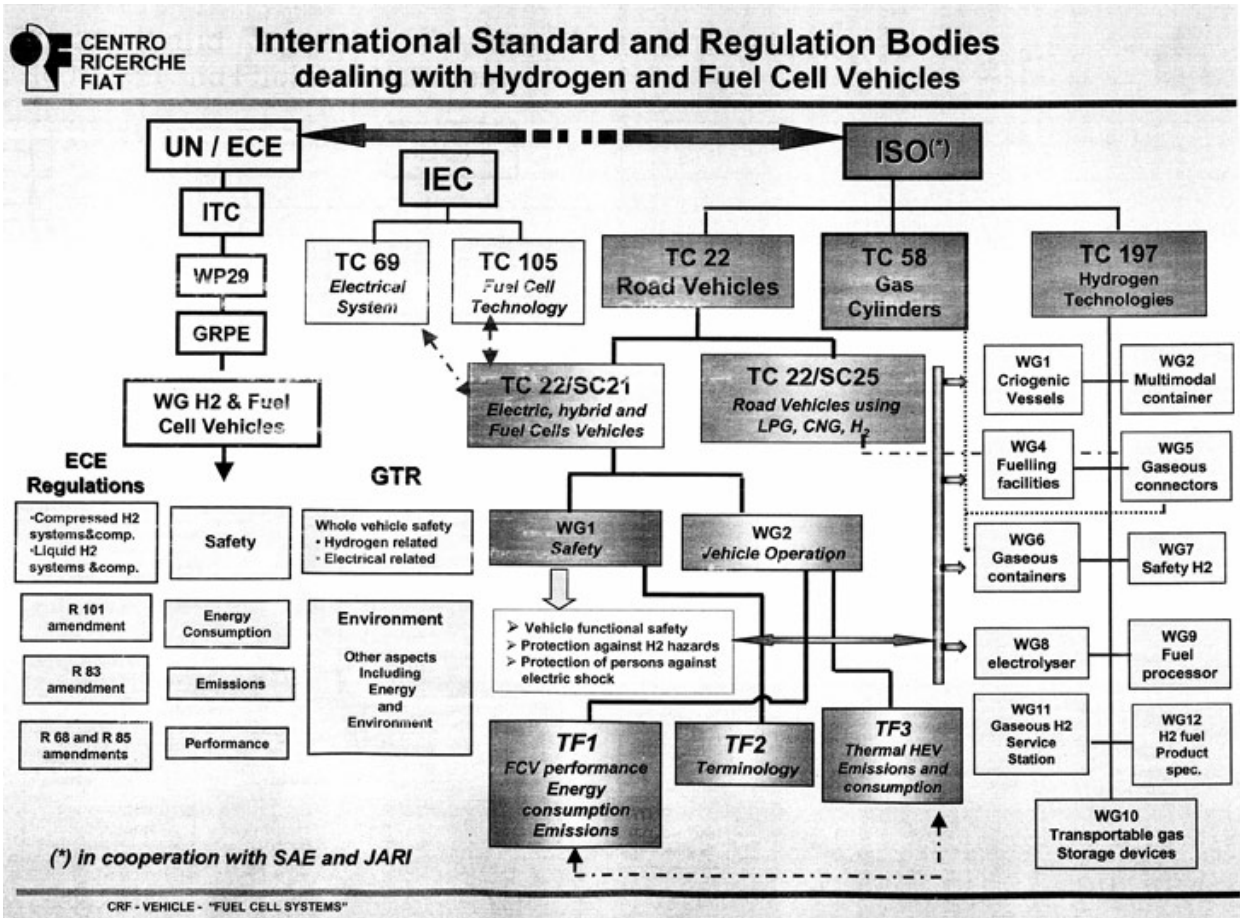 CENTRO
RICERCHE
FIAT
International Standard and Regulation Bodies
dealing with Hydrogen and Fuel Cell Vehicles
UN / ECE
ISO(*)
IEC
ITC
WP29
GRPE
WG H2 & Fuel
Cell Vehicles
TC 69
Electrical
System
TC 105
Fuel Cell
Technology
TC 22
Road Vehicles
TC 58
Gas
Cylinders
TC 197
Hydrogen
Technologies
TC 22/SC21
Electric, hybrid and
Fuel Cells Vehicles
TC 22/SC25
Road Vehicles using
LPG, CNG, H2
WG1
Criogenic
Vessels
WG2
Multimodal
container
WG4
Fuelling
facilities
WG5
Gaseous
connectors
WG6
Gaseous
containers
WG7
Safety H2
WG8
electrolyser
WG9
Fuel
processor
WG11
Gaseous H2
Service
Station
WG12
H2 fuel
Product
spec.
WG10
Transportable gas
Storage devices
ECE
Regulations
•Compressed H2
systems&comp.
•Liquid H2
systems &comp.
R 101
amendment
R 83
amendment
R 68 and R 85
amendments
Safety
Energy
Consumption
Emissions
Performance
GTR
Whole vehicle safety
• Hydrogen related
• Electrical related
Environment
Other aspects
Including
Energy
and
Environment
WG1
Safety
WG2
Vehicle Operation
➢ Vehicle functional safety
➢ Protection against H2 hazards
➢ Protection of persons against
electric shock
TF1
FCV performance
Energy
consumption
Emissions
TF2
Terminology
TF3
Thermal HEV
Emissions and
consumption
(*) in cooperation with SAE and JARI
CRF - VEHICLE - "FUEL CELL SYSTEMS"